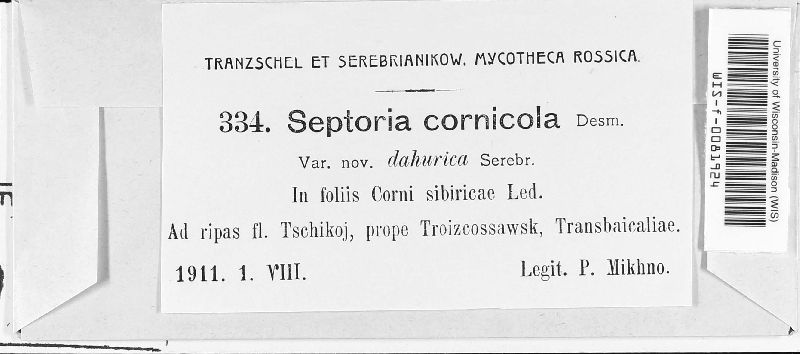 TRANZSCHEL ET SEREBRIANIKOW. MYCOTHECA ROSSICA.
334. Septoria cornicola Desm.
Var. nov. dahurica Serebr.
In foliis Corni sibiricae Led.
Ad ripas fl. Tschikoj, prope Troizcossawsk, Transbaicaliae.
1911. 1. VIII. Legit. P. Mikhno.
University of Wisconsin-Madison (WIS)
WIS-f-0081924